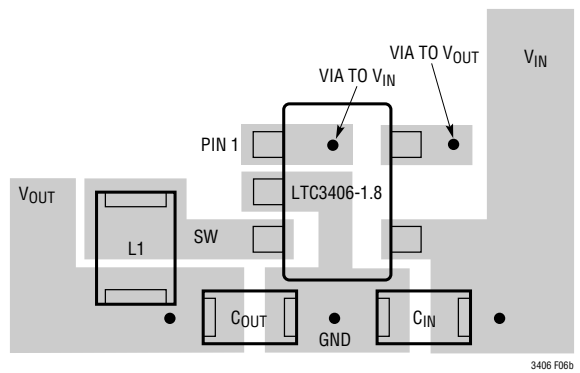 VIA TO VOUT
VIN
VIA TO VIN
PIN 1
VOUT
LTC3406-1.8
L1
SW
COUT
CIN
GND
3406 F06b